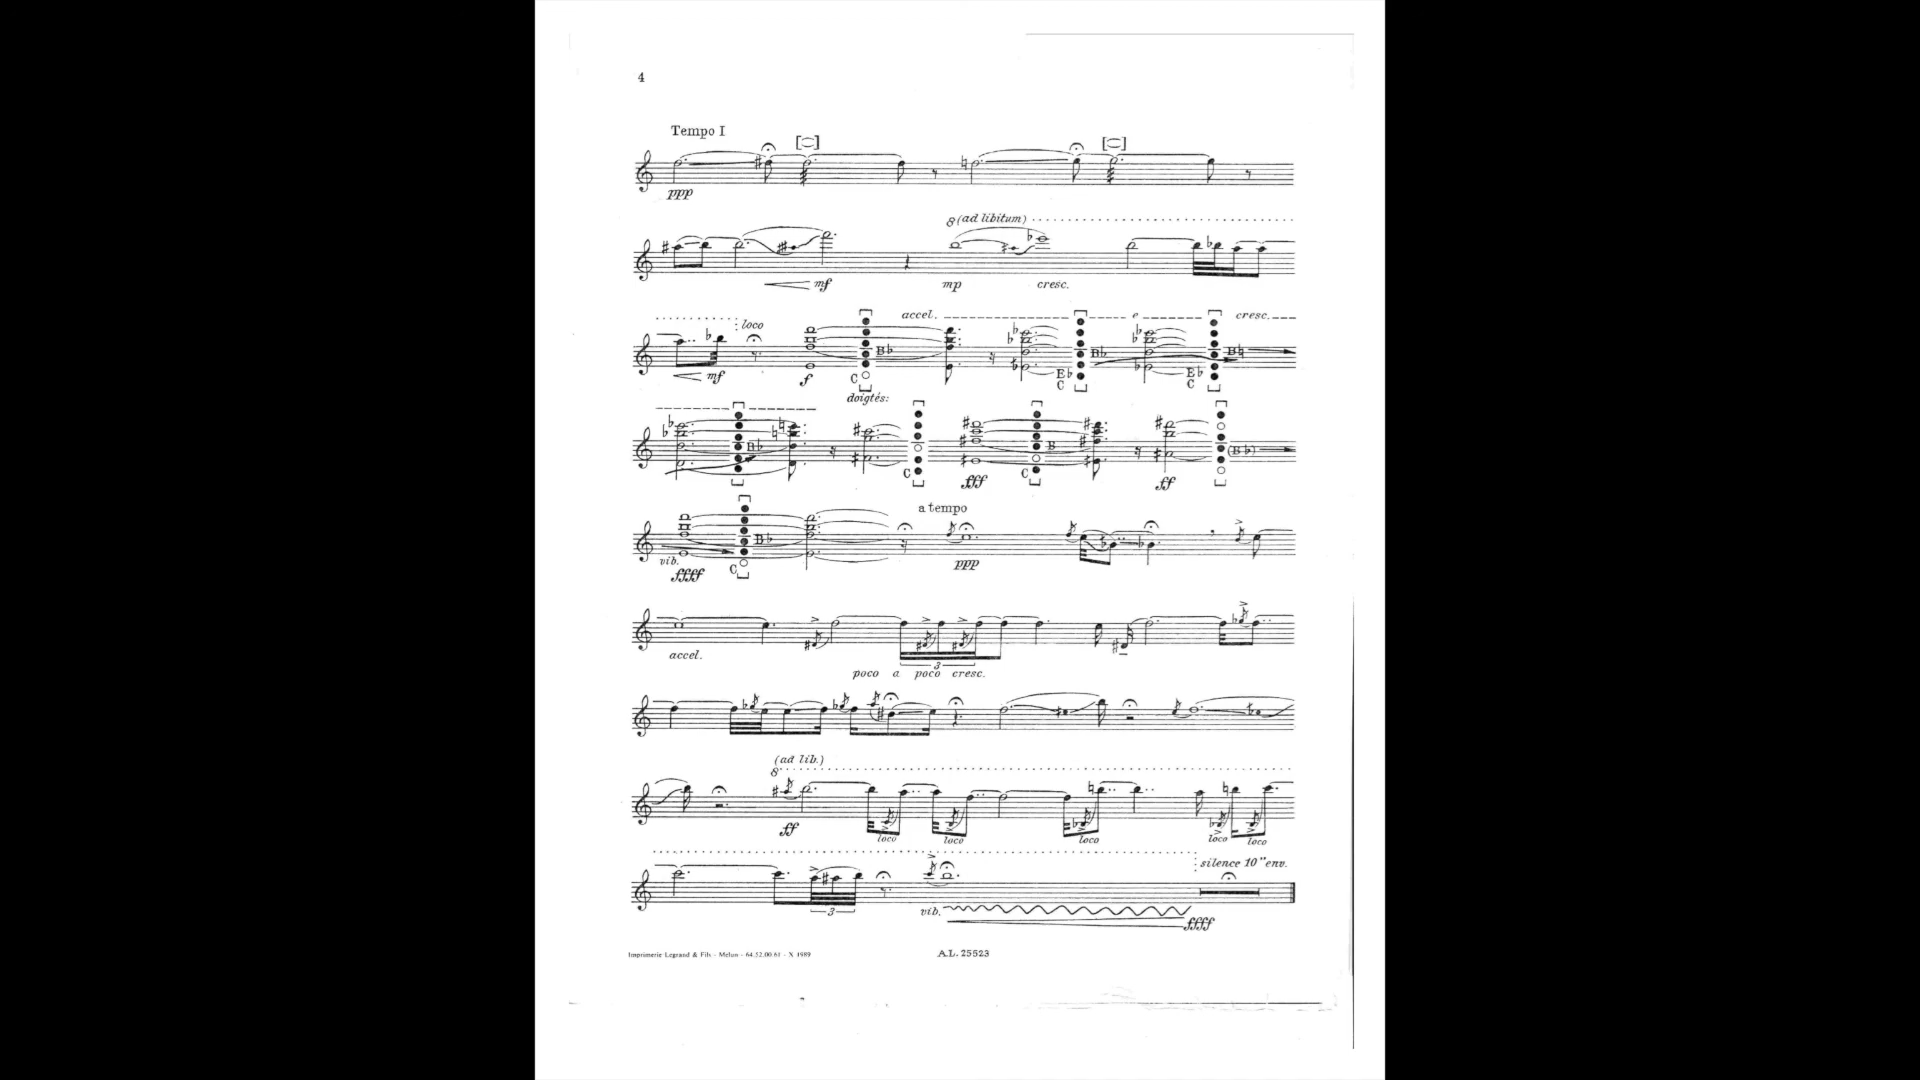 4
Tempo I
[ ] [ ]
ppp
8 (ad libitum)
mf mp cresc.
loco accel. e cresc.
B♭ B♭ B♮
mf f C E♭ C E♭ C
doigtés:
B♭ B (B♭)
C fff C ff
a tempo
B♭
vib. ffff C ppp
accel. 3
poco a poco cresc.
(ad lib.)
8
ff loco loco loco loco loco
silence 10" env.
3 vib. ffff
Imprimerie Legrand & Fils - Melun - 64.52.00.61 - X 1989 A.L. 25523